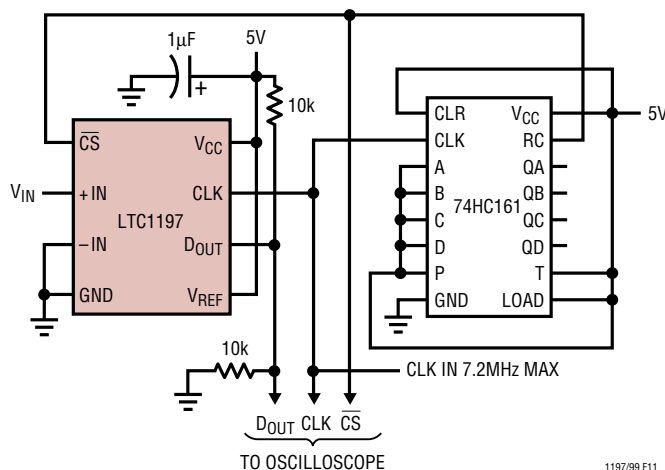 1μF
5V
10k
CS
+IN
–IN
GND
VCC
CLK
DOUT
VREF
LTC1197
VIN
CLR
CLK
A
B
C
D
P
GND
VCC
RC
QA
QB
QC
QD
T
LOAD
74HC161
5V
10k
CLK IN 7.2MHz MAX
DOUT CLK CS
TO OSCILLOSCOPE
1197/99 F11